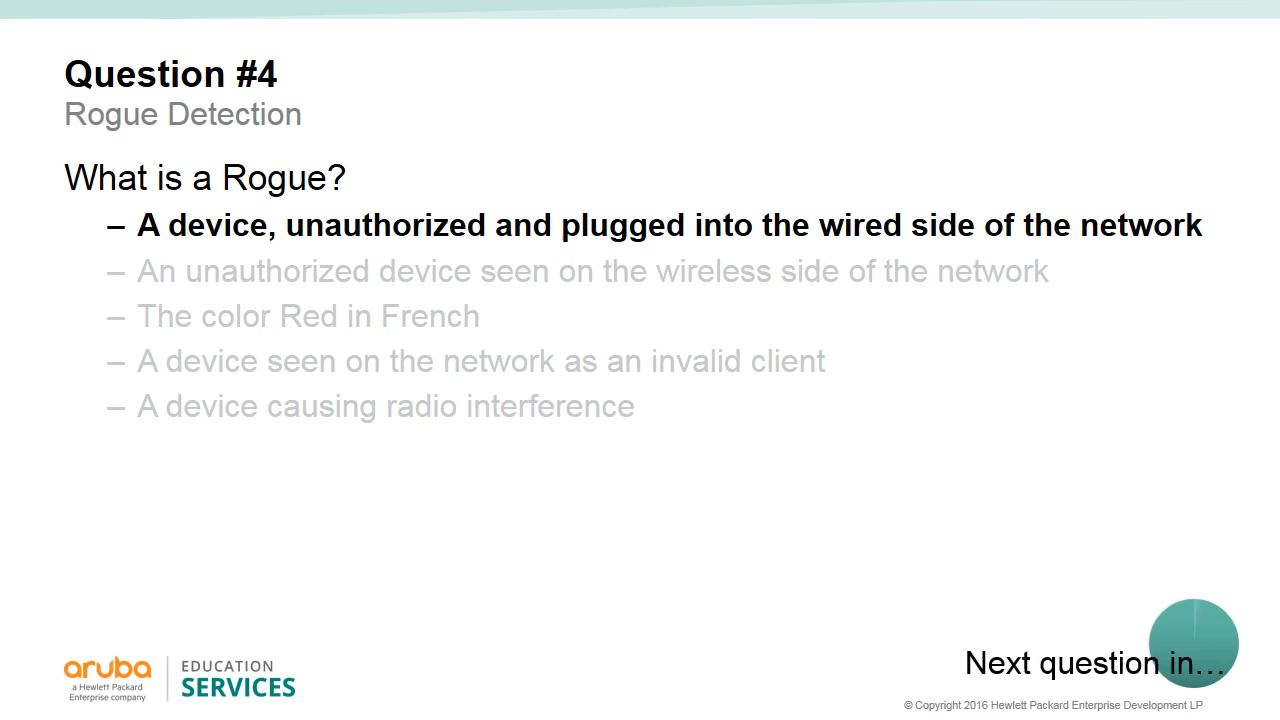 Question #4
Rogue Detection
What is a Rogue?
– A device, unauthorized and plugged into the wired side of the network
– An unauthorized device seen on the wireless side of the network
– The color Red in French
– A device seen on the network as an invalid client
– A device causing radio interference
Next question in…
aruba
a Hewlett Packard
Enterprise company
EDUCATION
SERVICES
© Copyright 2016 Hewlett Packard Enterprise Development LP